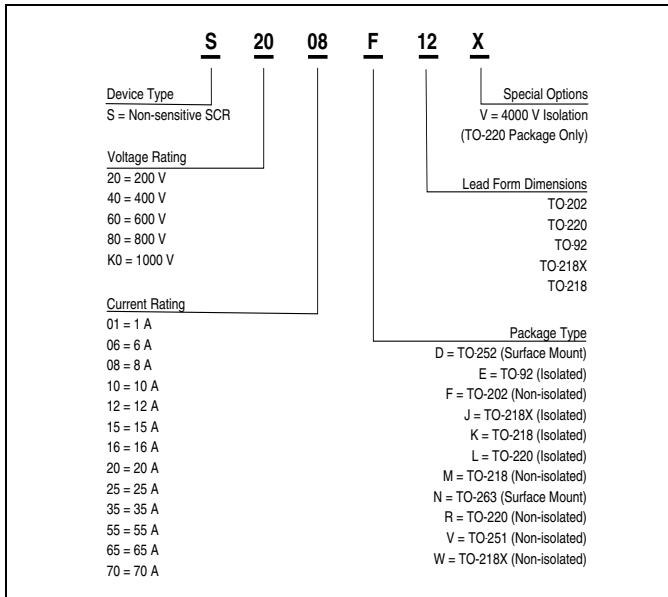 S 20 08 F 12 X
Device Type
S = Non-sensitive SCR
Voltage Rating
20 = 200 V
40 = 400 V
60 = 600 V
80 = 800 V
K0 = 1000 V
Current Rating
01 = 1 A
06 = 6 A
08 = 8 A
10 = 10 A
12 = 12 A
15 = 15 A
16 = 16 A
20 = 20 A
25 = 25 A
35 = 35 A
55 = 55 A
65 = 65 A
70 = 70 A
Special Options
V = 4000 V Isolation
(TO-220 Package Only)
Lead Form Dimensions
TO-202
TO-220
TO-92
TO-218X
TO-218
Package Type
D = TO-252 (Surface Mount)
E = TO-92 (Isolated)
F = TO-202 (Non-isolated)
J = TO-218X (Isolated)
K = TO-218 (Isolated)
L = TO-220 (Isolated)
M = TO-218 (Non-isolated)
N = TO-263 (Surface Mount)
R = TO-220 (Non-isolated)
V = TO-251 (Non-isolated)
W = TO-218X (Non-isolated)